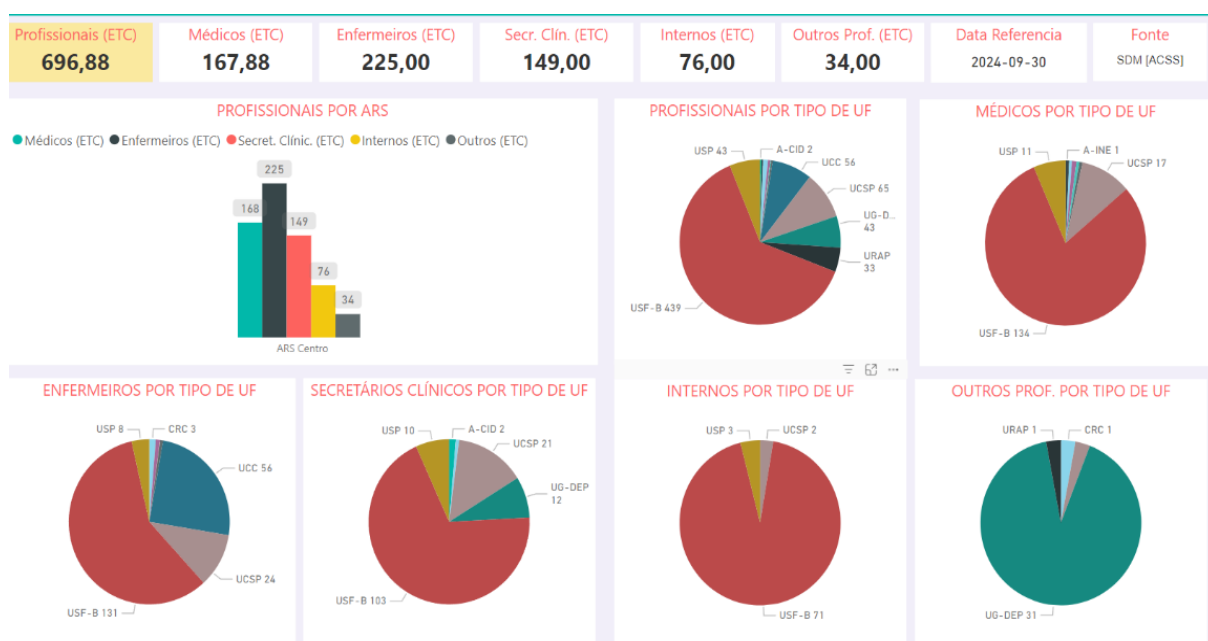 Profissionais (ETC)
696,88
Médicos (ETC)
167,88
Enfermeiros (ETC)
225,00
Secr. Clín. (ETC)
149,00
Internos (ETC)
76,00
Outros Prof. (ETC)
34,00
Data Referencia
2024-09-30
Fonte
SDM [ACSS]
PROFISSIONAIS POR ARS
Médicos (ETC) Enfermeiros (ETC) Secret. Clínic. (ETC) Internos (ETC) Outros (ETC)
225
168
149
76
34
ARS Centro
PROFISSIONAIS POR TIPO DE UF
USP 43
A-CID 2
UCC 56
UCSP 65
UG-D...
43
URAP
33
USF-B 439
MÉDICOS POR TIPO DE UF
USP 11
A-INE 1
UCSP 17
USF-B 134
ENFERMEIROS POR TIPO DE UF
USP 8
CRC 3
UCC 56
UCSP 24
USF-B 131
SECRETÁRIOS CLÍNICOS POR TIPO DE UF
USP 10
A-CID 2
UCSP 21
UG-DEP
12
USF-B 103
INTERNOS POR TIPO DE UF
USP 3
UCSP 2
USF-B 71
OUTROS PROF. POR TIPO DE UF
URAP 1
CRC 1
UG-DEP 31